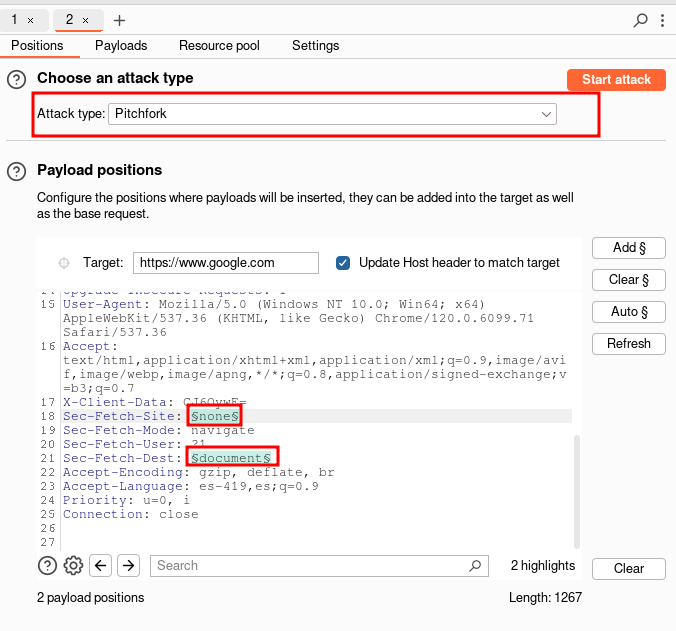 1 × 2 × +
Positions Payloads Resource pool Settings
? Choose an attack type Start attack
Attack type: Pitchfork
? Payload positions
Configure the positions where payloads will be inserted, they can be added into the target as well
as the base request.
Add §
Target: https://www.google.com Update Host header to match target
Clear §
Auto §
Refresh
14 Upgrade-Insecure-Requests: 1
15 User-Agent: Mozilla/5.0 (Windows NT 10.0; Win64; x64)
AppleWebKit/537.36 (KHTML, like Gecko) Chrome/120.0.6099.71
Safari/537.36
16 Accept:
text/html,application/xhtml+xml,application/xml;q=0.9,image/avi
f,image/webp,image/apng,*/*;q=0.8,application/signed-exchange;v
=b3;q=0.7
17 X-Client-Data: CJ6QywE=
18 Sec-Fetch-Site: §none§
19 Sec-Fetch-Mode: navigate
20 Sec-Fetch-User: ?1
21 Sec-Fetch-Dest: §document§
22 Accept-Encoding: gzip, deflate, br
23 Accept-Language: es-419,es;q=0.9
24 Priority: u=0, i
25 Connection: close
26
27
? Search 2 highlights Clear
2 payload positions Length: 1267